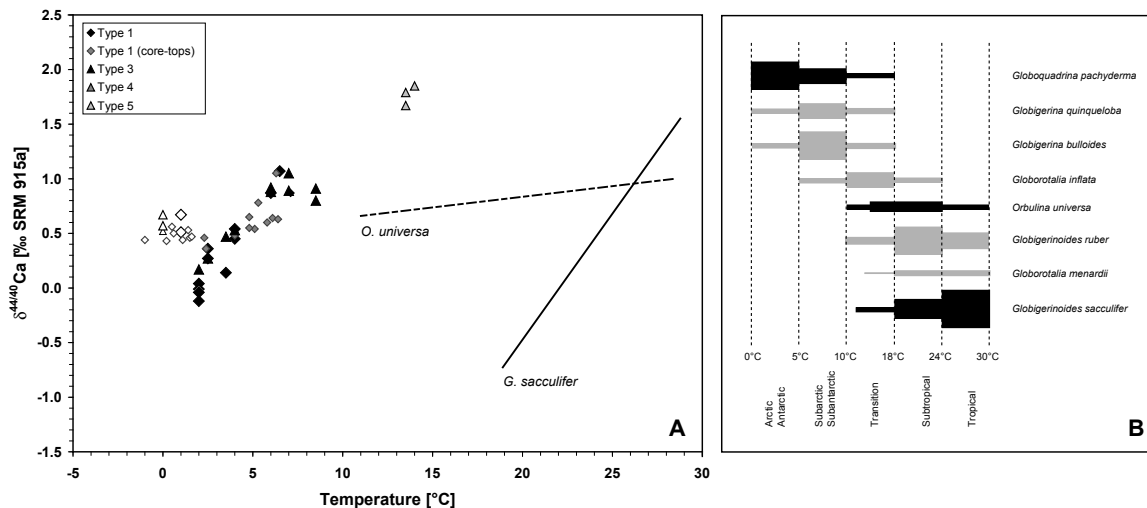 2.5
2.0
1.5
1.0
0.5
0.0
-0.5
-1.0
-1.5
δ44/40Ca [‰ SRM 915a]
Type 1
Type 1 (core-tops)
Type 3
Type 4
Type 5
O. universa
G. sacculifer
A
-5 0 5 10 15 20 25 30
Temperature [°C]
Globoquadrina pachyderma
Globigerina quinqueloba
Globigerina bulloides
Globorotalia inflata
Orbulina universa
Globigerinoides ruber
Globorotalia menardii
Globigerinoides sacculifer
0°C 5°C 10°C 18°C 24°C 30°C
Arctic
Antarctic
Subarctic
Subantarctic
Transition
Subtropical
Tropical
B